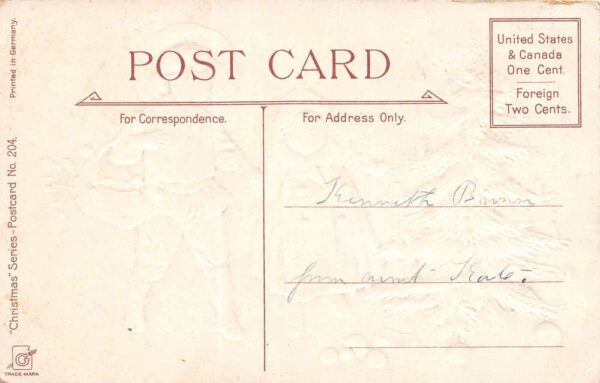 Printed in Germany.
"Christmas" Series - Postcard No. 204.
TRADE MARK
POST CARD
For Correspondence.
For Address Only.
United States
& Canada
One Cent.
Foreign
Two Cents.
Kenneth Brown
from aunt Kate.